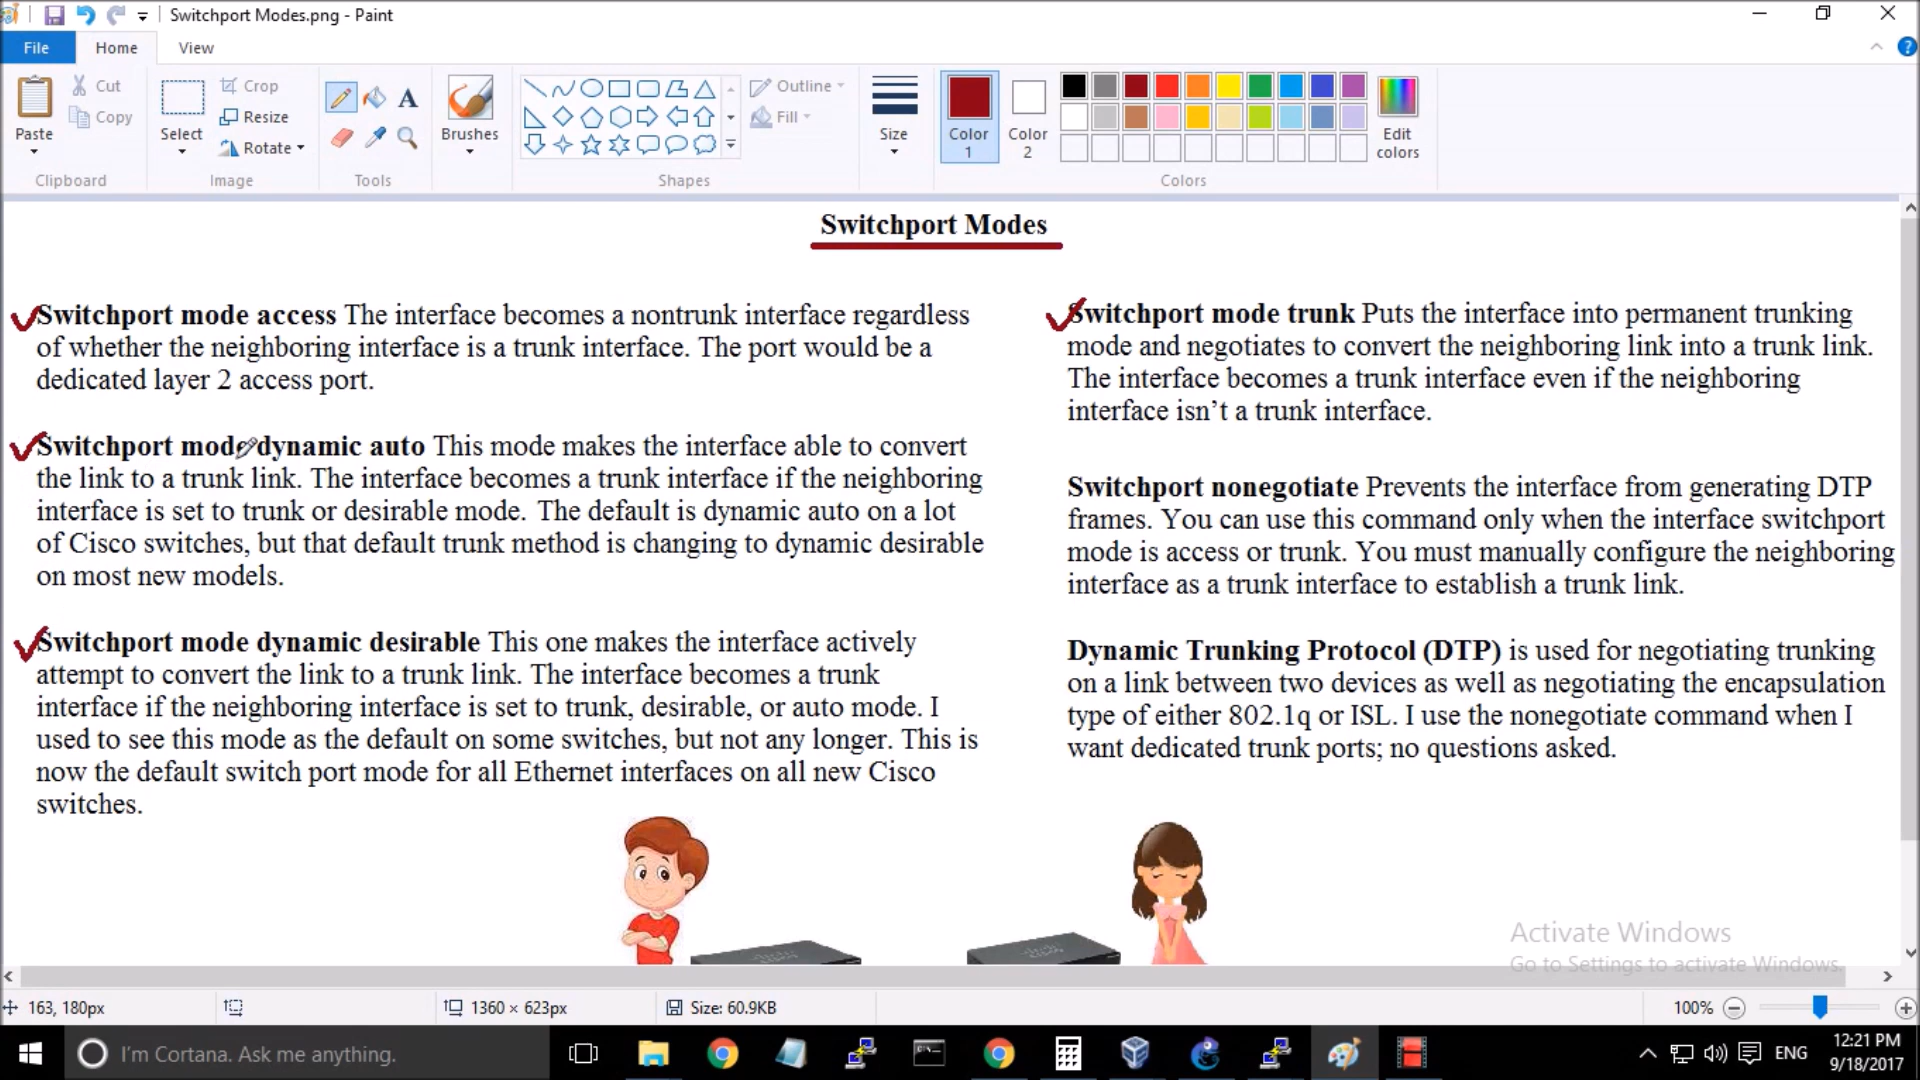 Switchport Modes.png - Paint
File
Home
View
Paste
Cut
Copy
Clipboard
Select
Crop
Resize
Rotate
Image
A
Tools
Brushes
Shapes
Outline
Fill
Size
Color
1
Color
2
Edit
colors
Colors
Switchport Modes
Switchport mode access The interface becomes a nontrunk interface regardless
of whether the neighboring interface is a trunk interface. The port would be a
dedicated layer 2 access port.
Switchport mode dynamic auto This mode makes the interface able to convert
the link to a trunk link. The interface becomes a trunk interface if the neighboring
interface is set to trunk or desirable mode. The default is dynamic auto on a lot
of Cisco switches, but that default trunk method is changing to dynamic desirable
on most new models.
Switchport mode dynamic desirable This one makes the interface actively
attempt to convert the link to a trunk link. The interface becomes a trunk
interface if the neighboring interface is set to trunk, desirable, or auto mode. I
used to see this mode as the default on some switches, but not any longer. This is
now the default switch port mode for all Ethernet interfaces on all new Cisco
switches.
Switchport mode trunk Puts the interface into permanent trunking
mode and negotiates to convert the neighboring link into a trunk link.
The interface becomes a trunk interface even if the neighboring
interface isn’t a trunk interface.
Switchport nonegotiate Prevents the interface from generating DTP
frames. You can use this command only when the interface switchport
mode is access or trunk. You must manually configure the neighboring
interface as a trunk interface to establish a trunk link.
Dynamic Trunking Protocol (DTP) is used for negotiating trunking
on a link between two devices as well as negotiating the encapsulation
type of either 802.1q or ISL. I use the nonegotiate command when I
want dedicated trunk ports; no questions asked.
Activate Windows
Go to Settings to activate Windows.
163, 180px
1360 × 623px
Size: 60.9KB
100%
I'm Cortana. Ask me anything.
ENG
12:21 PM
9/18/2017